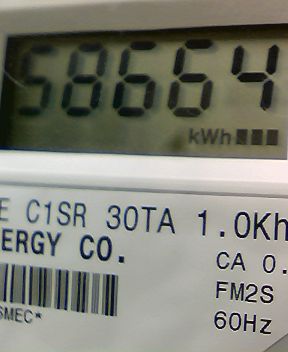 58664
kWh
E C1SR 30TA 1.0Kh
ERGY CO.
CA 0.
FM2S
SMEC*
60Hz